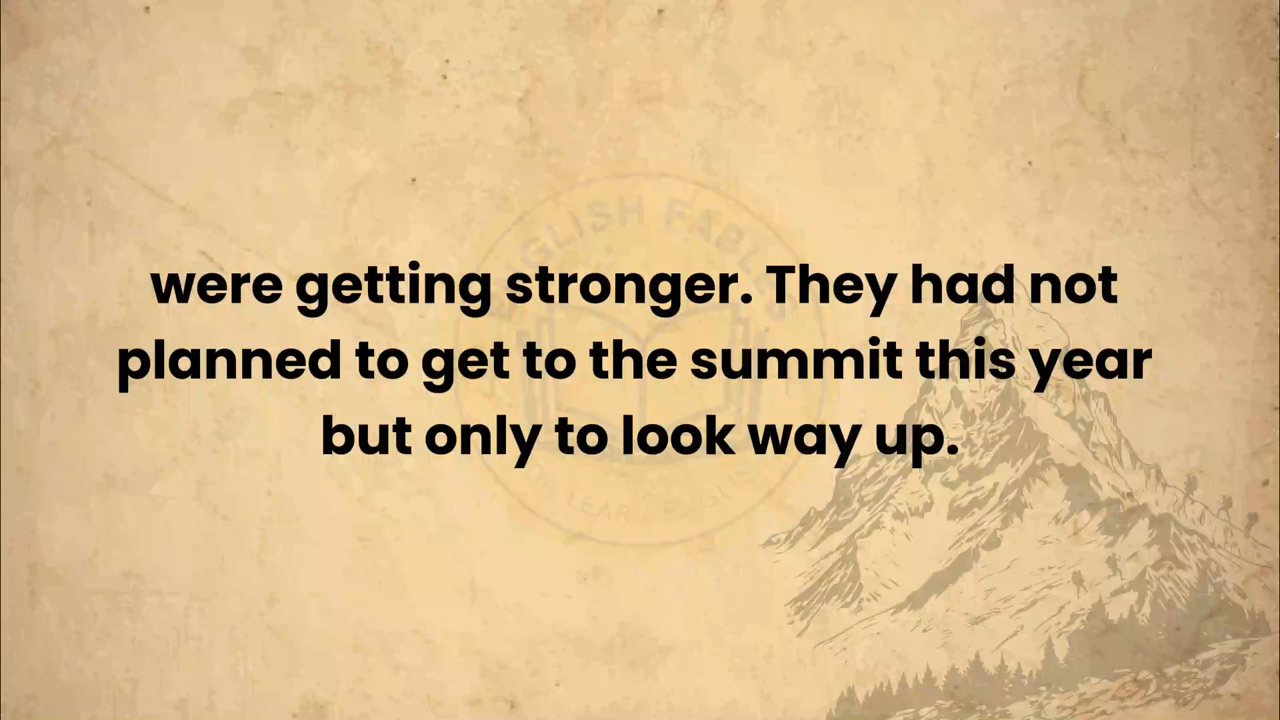 were getting stronger. They had not
planned to get to the summit this year
but only to look way up.